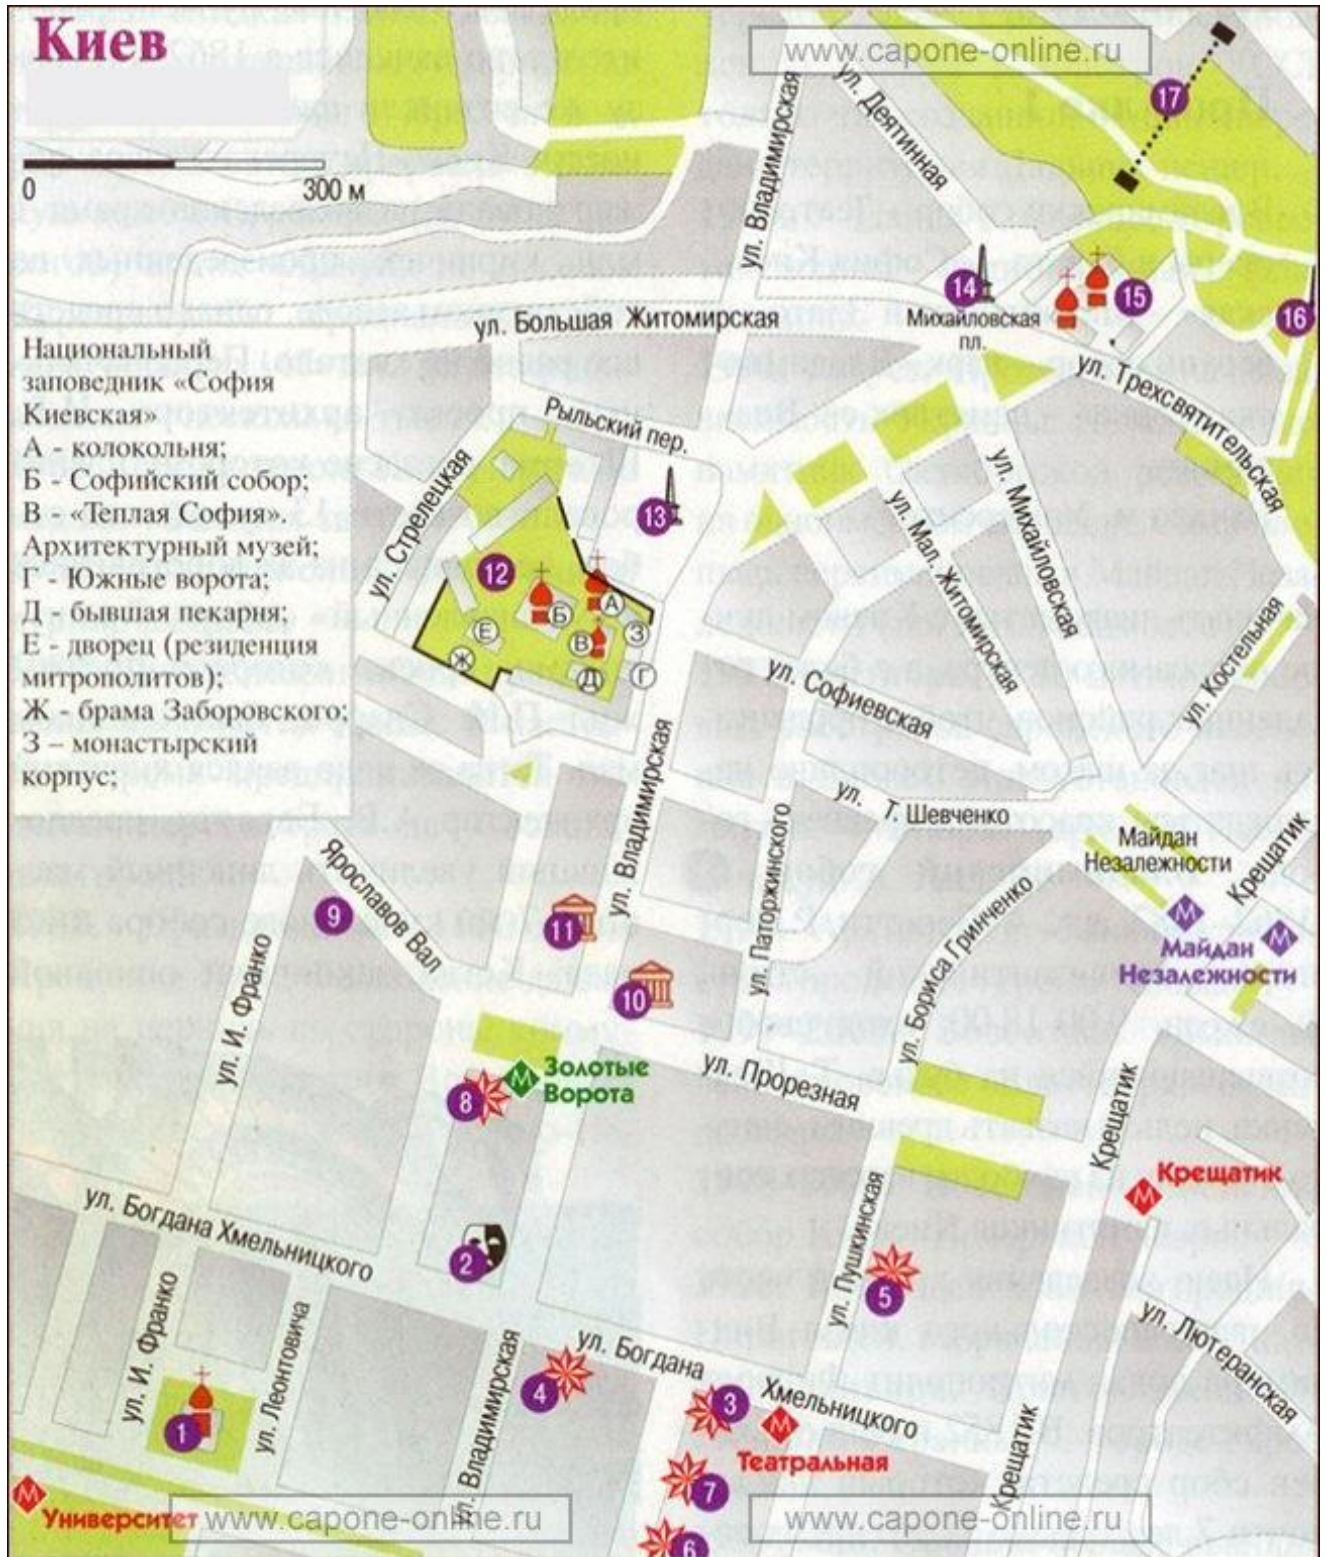 Киев
www.capone-online.ru
0
300 м
17
ул. Владимирская
ул. Десятинная
14
15
16
Михайловская
пл.
ул. Большая Житомирская
ул. Трехсвятительская
Национальный
заповедник «София
Киевская»
А - колокольня;
Б - Софийский собор;
В - «Теплая София».
Архитектурный музей;
Г - Южные ворота;
Д - бывшая пекарня;
Е - дворец (резиденция
митрополитов);
Ж - брама Заборовского;
З – монастырский
корпус;
Рыльский пер.
ул. Стрелецкая
13
12
А
Б
В
З
Е
Ж
Д
Г
ул. Михайловская
ул. Мал. Житомирская
ул. Костельная
ул. Софиевская
ул. Владимирская
ул. Т. Шевченко
Майдан
Незалежности
Крещатик
М
Майдан
Незалежности
М
ул. Паторжинского
ул. Бориса Гринченко
Ярославов Вал
9
11
10
ул. И. Франко
М
Золотые
Ворота
8
ул. Прорезная
Крещатик
М
Крещатик
ул. Богдана Хмельницкого
2
ул. Пушкинская
5
ул. Лютеранская
ул. И. Франко
ул. Леонтовича
1
ул. Владимирская
4
ул. Богдана
Хмельницкого
3
М
Театральная
7
6
Крещатик
М
Университет
www.capone-online.ru
www.capone-online.ru